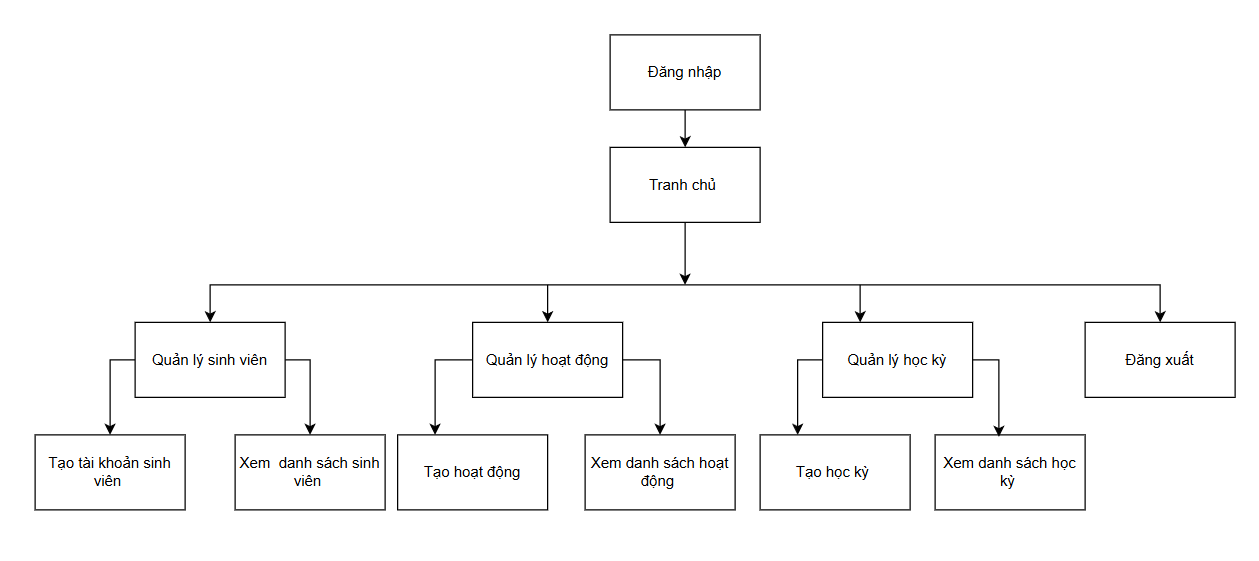 Đăng nhập
Tranh chủ
Quản lý sinh viên
Quản lý hoạt động
Quản lý học kỳ
Đăng xuất
Tạo tài khoản sinh
viên
Xem  danh sách sinh
viên
Tạo hoạt động
Xem danh sách hoạt
động
Tạo học kỳ
Xem danh sách học
kỳ